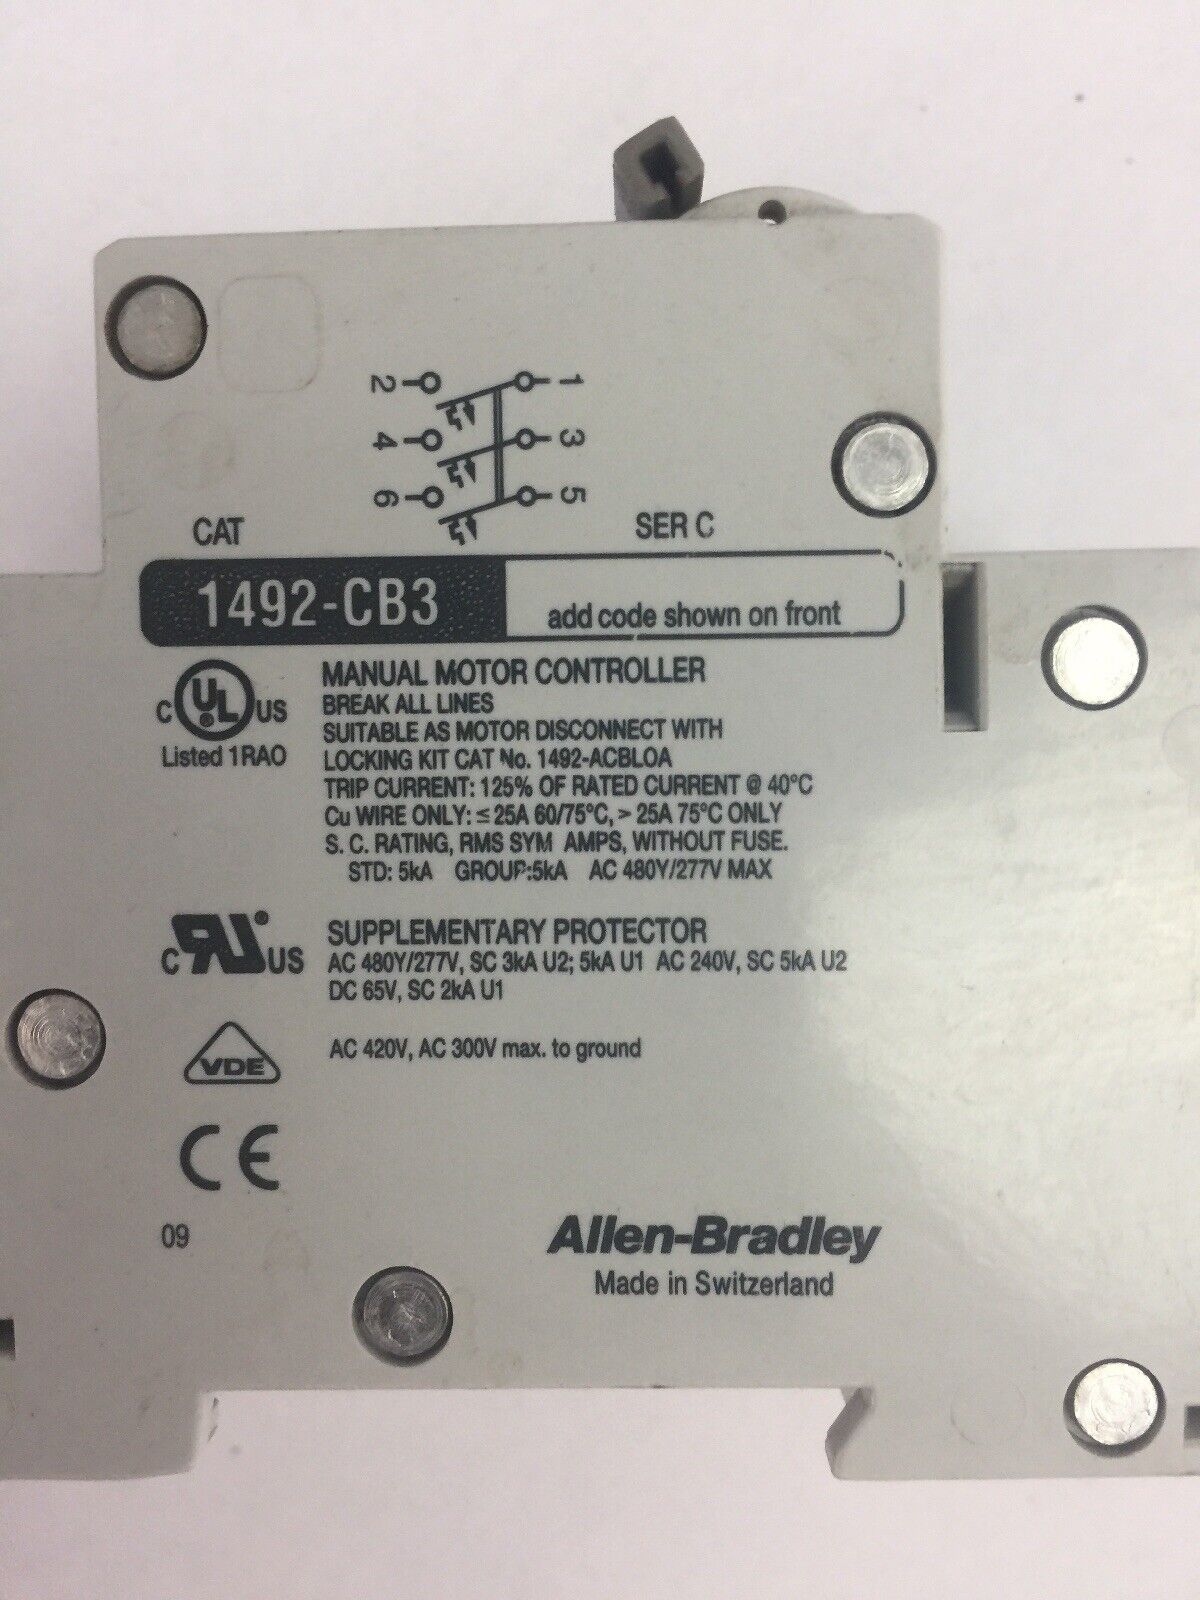 2 1
4 3
6 5
CAT SER C
1492-CB3 add code shown on front
C UL US
Listed 1RAO
MANUAL MOTOR CONTROLLER
BREAK ALL LINES
SUITABLE AS MOTOR DISCONNECT WITH
LOCKING KIT CAT No. 1492-ACBLOA
TRIP CURRENT: 125% OF RATED CURRENT @ 40°C
Cu WIRE ONLY: ≤ 25A 60/75°C, > 25A 75°C ONLY
S. C. RATING, RMS SYM AMPS, WITHOUT FUSE.
STD: 5kA GROUP:5kA AC 480Y/277V MAX
C RU ® US
SUPPLEMENTARY PROTECTOR
AC 480Y/277V, SC 3kA U2; 5kA U1 AC 240V, SC 5kA U2
DC 65V, SC 2kA U1
VDE
AC 420V, AC 300V max. to ground
CE
09
Allen-Bradley
Made in Switzerland